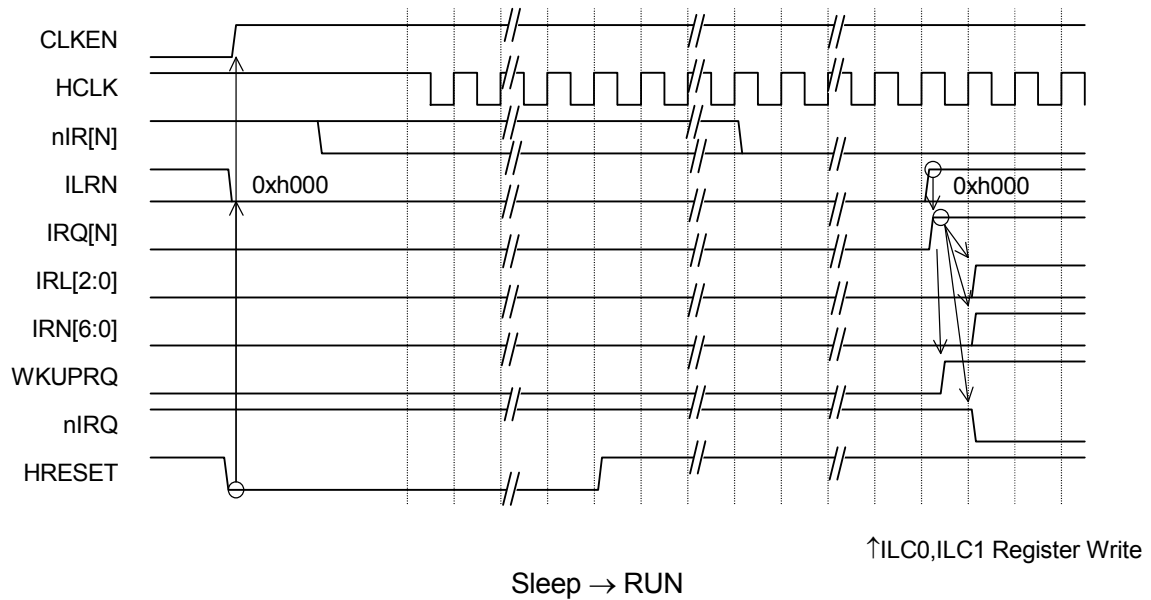 CLKEN
HCLK
nIR[N]
ILRN
0xh000
0xh000
IRQ[N]
IRL[2:0]
IRN[6:0]
WKUPRQ
nIRQ
HRESET
↑ILC0,ILC1 Register Write
Sleep → RUN